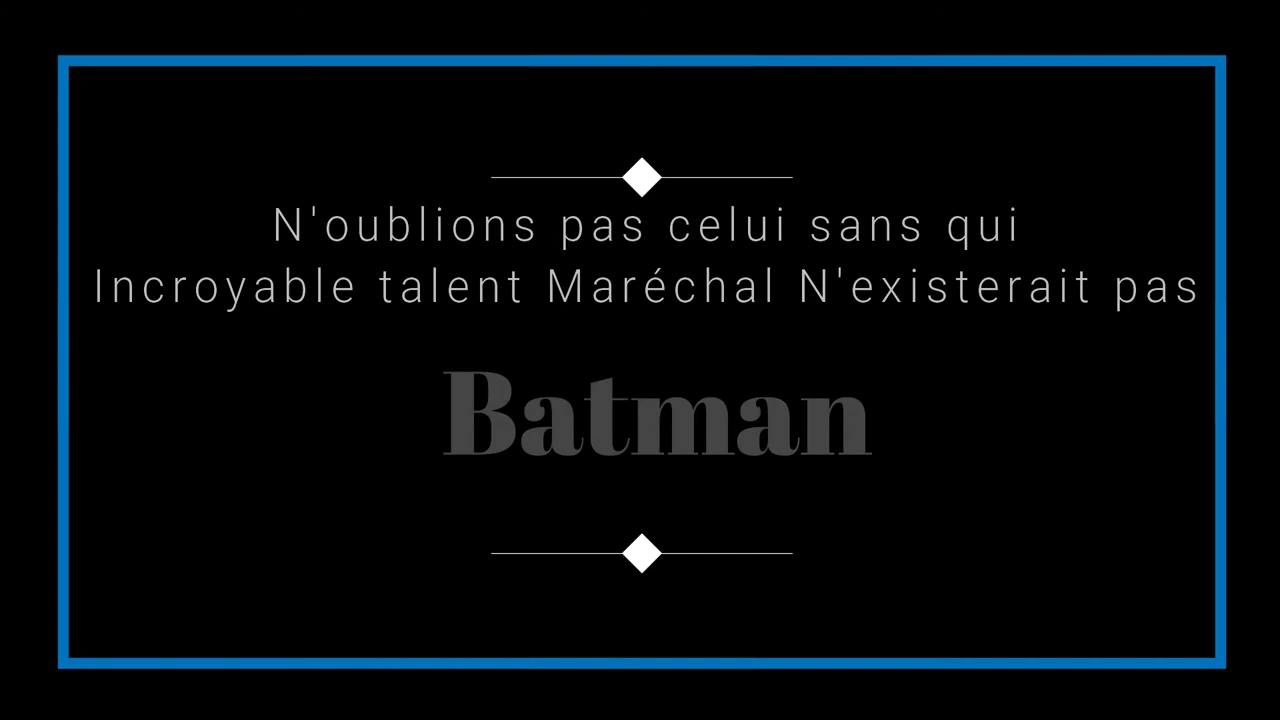 N'oublions pas celui sans qui
Incroyable talent Maréchal N'existerait pas
Batman